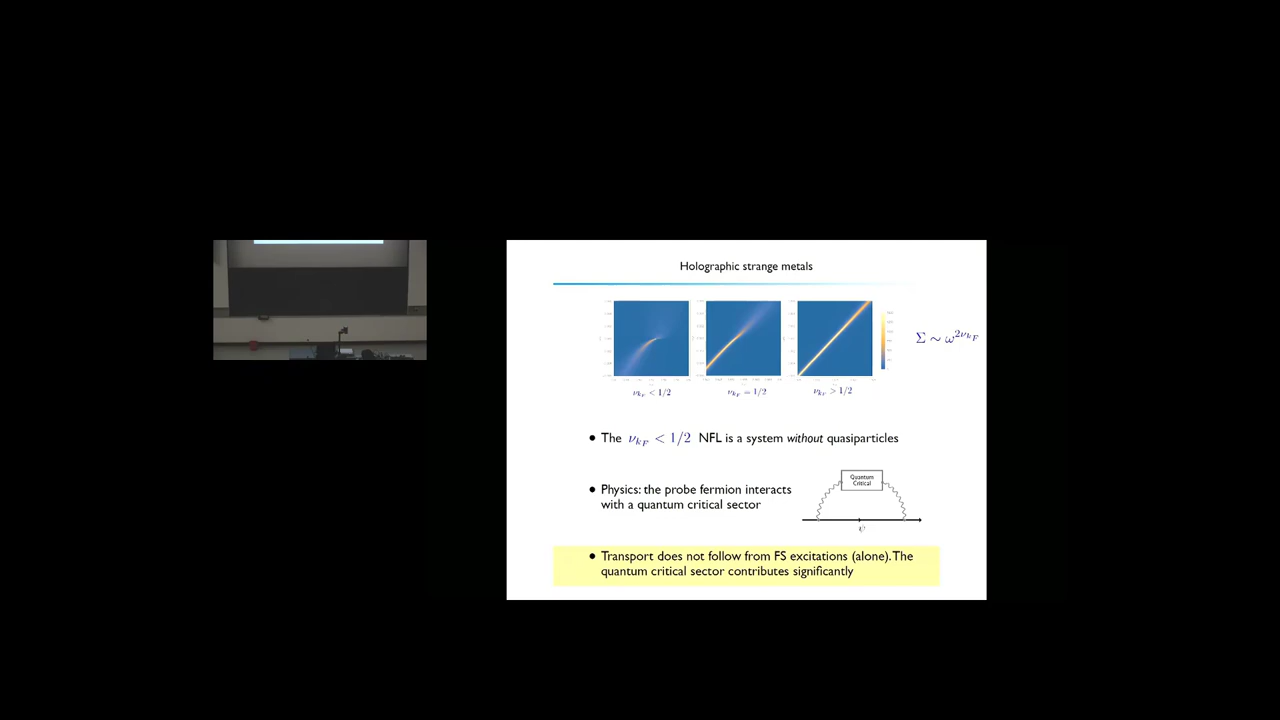 Holographic strange metals
Σ ~ ω^{2ν_{k_F}}
ν_{k_F} < 1/2
ν_{k_F} = 1/2
ν_{k_F} > 1/2
• The ν_{k_F} < 1/2 NFL is a system without quasiparticles
• Physics: the probe fermion interacts
with a quantum critical sector
Quantum
Critical
ψ
• Transport does not follow from FS excitations (alone). The
quantum critical sector contributes significantly